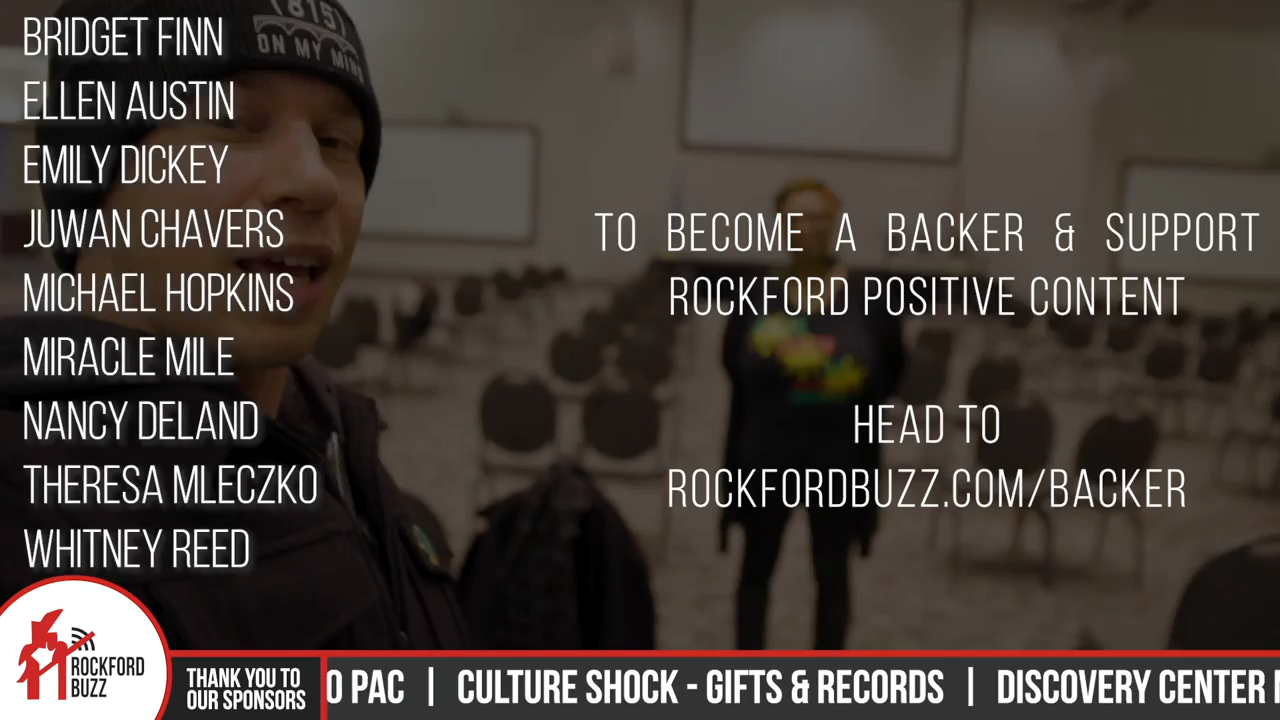 (815)
ON MY MIND
BRIDGET FINN
ELLEN AUSTIN
EMILY DICKEY
JUWAN CHAVERS
MICHAEL HOPKINS
MIRACLE MILE
NANCY DELAND
THERESA MLECZKO
WHITNEY REED
TO BECOME A BACKER & SUPPORT
ROCKFORD POSITIVE CONTENT
HEAD TO
ROCKFORDBUZZ.COM/BACKER
ROCKFORD
BUZZ
THANK YOU TO
OUR SPONSORS
O PAC | CULTURE SHOCK - GIFTS & RECORDS | DISCOVERY CENTER